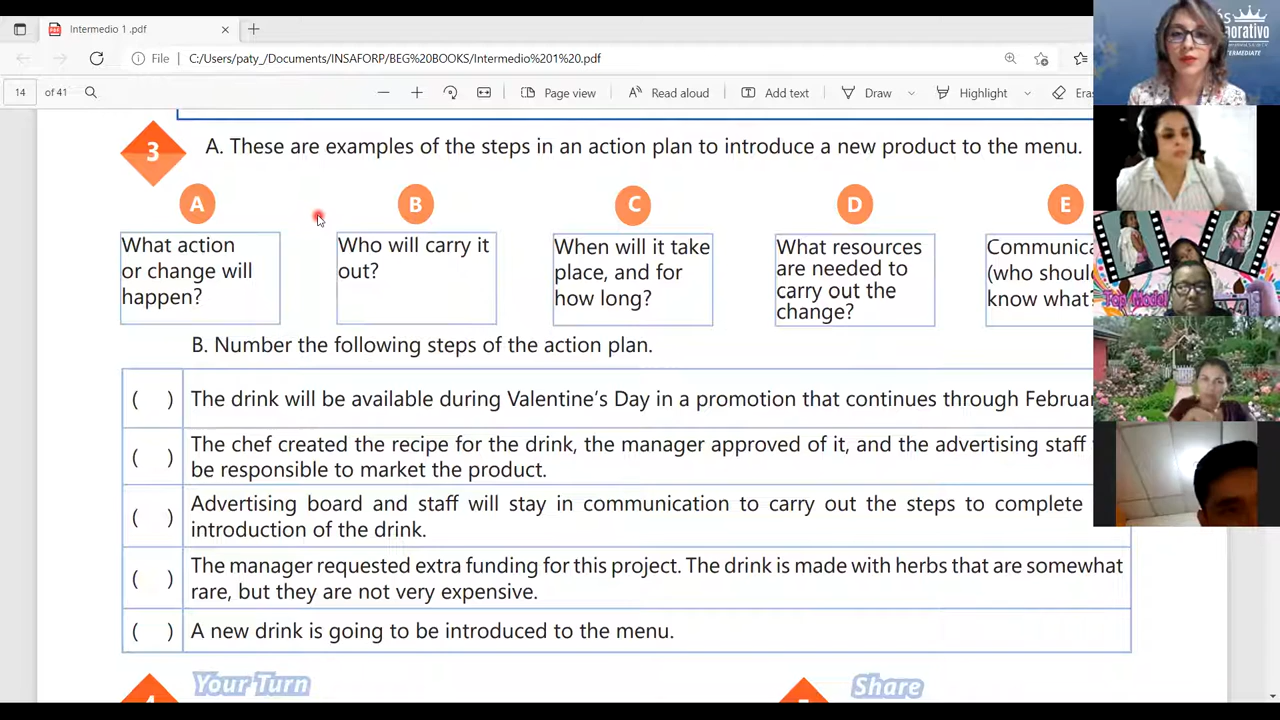 Intermedio 1 .pdf
File C:/Users/paty_/Documents/INSAFORP/BEG%20BOOKS/Intermedio%201%20.pdf
14 of 41 Page view Read aloud Add text Draw Highlight
3 A. These are examples of the steps in an action plan to introduce a new product to the menu.
A B C D E
What action
or change will
happen?
Who will carry it
out?
When will it take
place, and for
how long?
What resources
are needed to
carry out the
change?
know what?
B. Number the following steps of the action plan.
( ) The drink will be available during Valentine's Day in a promotion that continues through
( ) The chef created the recipe for the drink, the manager approved of it, and the advertising staff
be responsible to market the product.
( ) Advertising board and staff will stay in communication to carry out the steps to complete
introduction of the drink.
( ) The manager requested extra funding for this project. The drink is made with herbs that are somewhat
rare, but they are not very expensive.
( ) A new drink is going to be introduced to the menu.
Your Turn
Share
Top Model